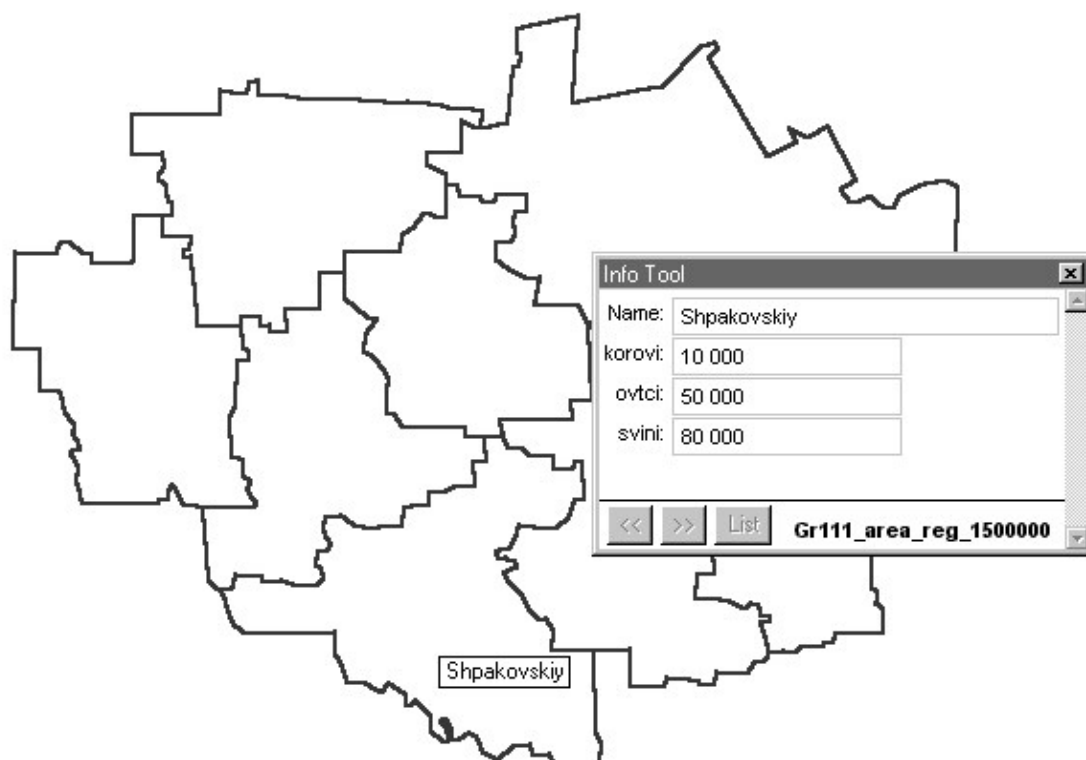 Info Tool
Name: Shpakovskiy
korovi: 10 000
ovtci: 50 000
svini: 80 000
<< >> List Gr111_area_reg_1500000
Shpakovskiy